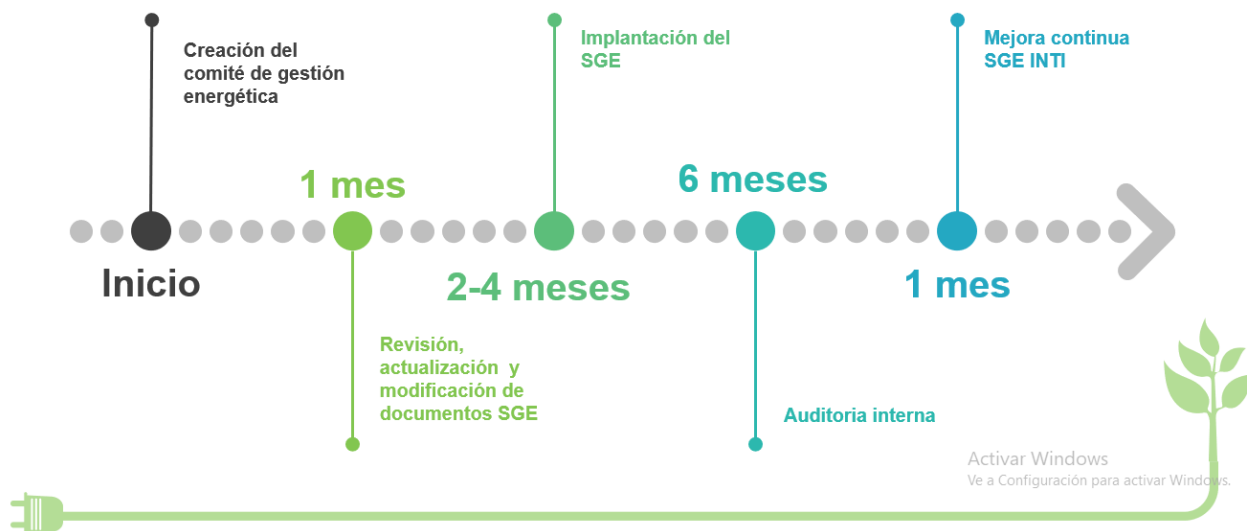 Creación del
comité de gestión
energética
Implantación del
SGE
Mejora continua
SGE INTI
1 mes
6 meses
Inicio
2-4 meses
1 mes
Revisión,
actualización y
modificación de
documentos SGE
Auditoria interna
Activar Windows
Ve a Configuración para activar Windows.